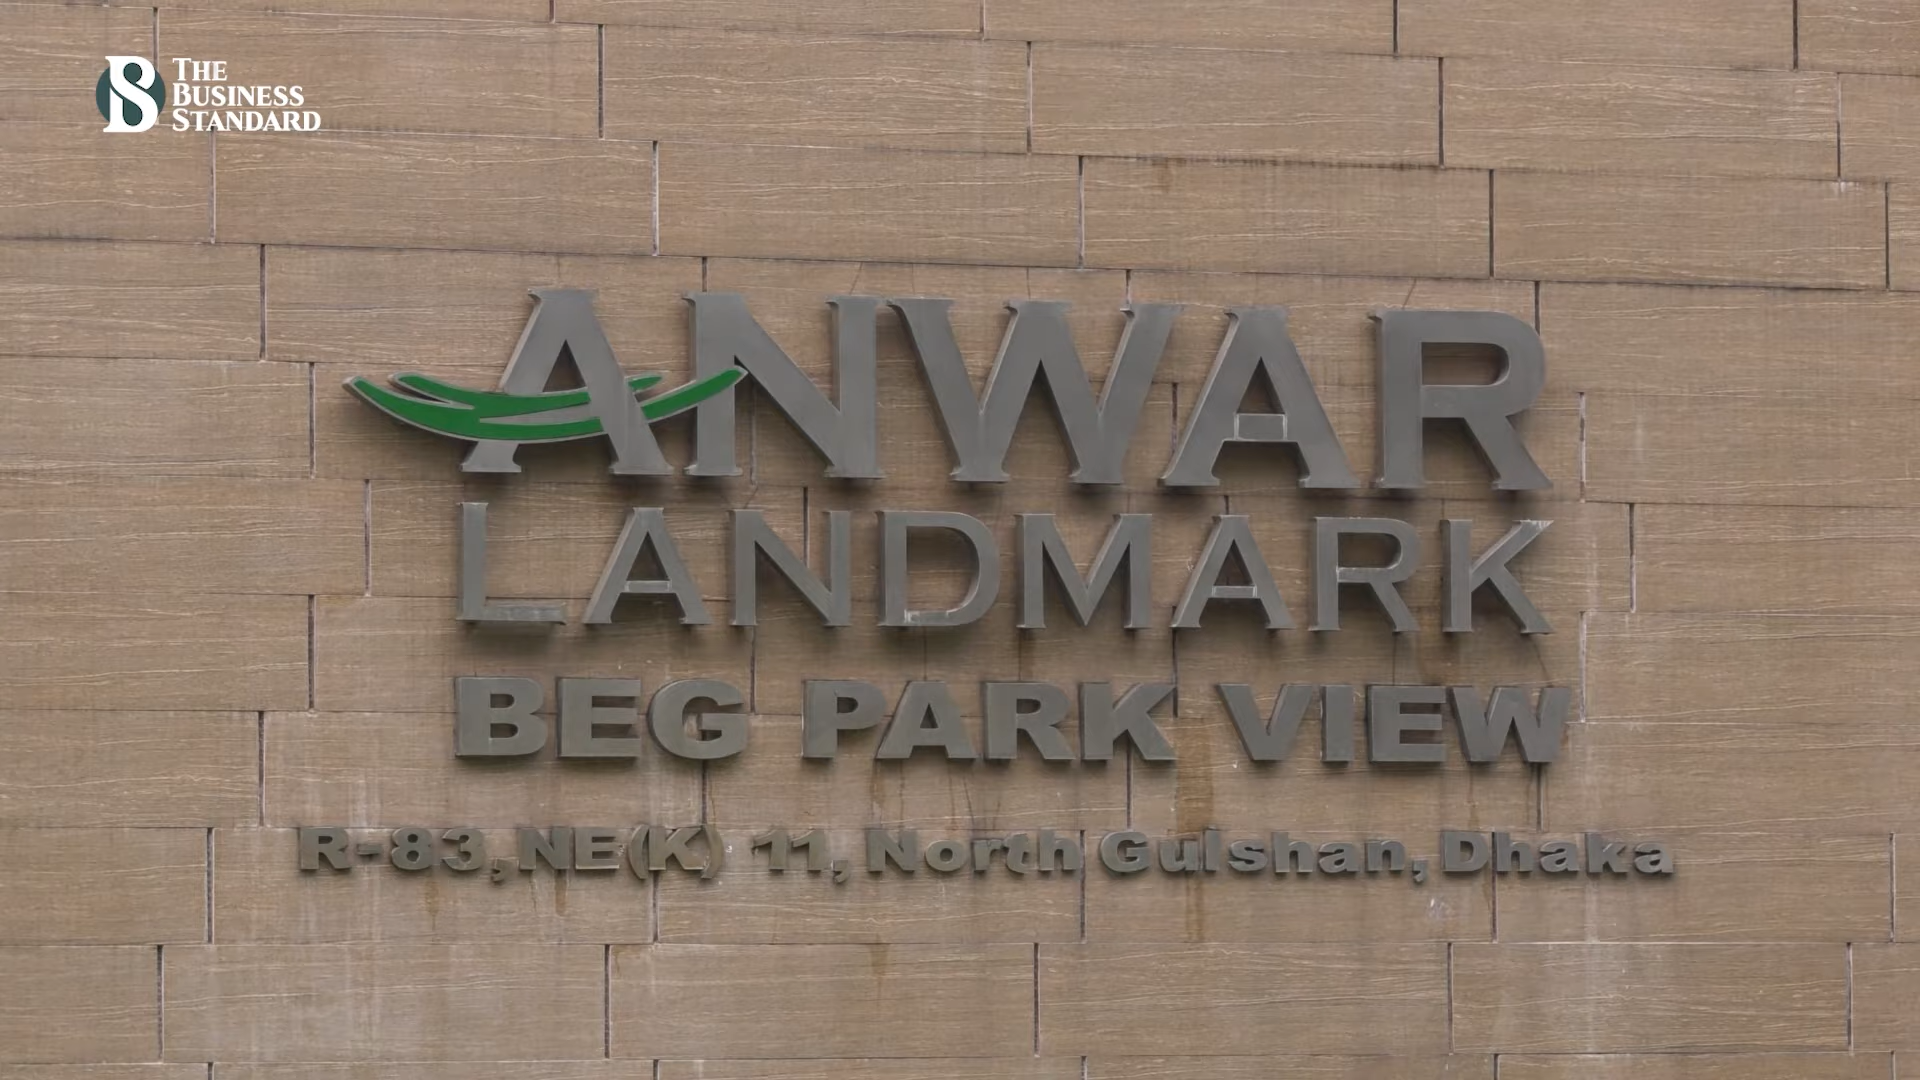 The
Business
Standard
ANWAR
LANDMARK
BEG PARK VIEW
R-83, NE(K) 11, North Gulshan, Dhaka